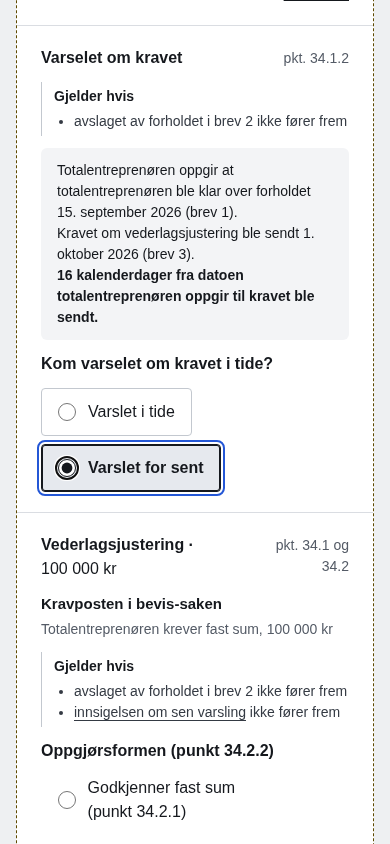 Varselet om kravet
pkt. 34.1.2
Gjelder hvis
• avslaget av forholdet i brev 2 ikke fører frem
Totalentreprenøren oppgir at
totalentreprenøren ble klar over forholdet
15. september 2026 (brev 1).
Kravet om vederlagsjustering ble sendt 1.
oktober 2026 (brev 3).
16 kalenderdager fra datoen
totalentreprenøren oppgir til kravet ble
sendt.
Kom varselet om kravet i tide?
Varslet i tide
Varslet for sent
Vederlagsjustering ·
100 000 kr
pkt. 34.1 og
34.2
Kravposten i bevis-saken
Totalentreprenøren krever fast sum, 100 000 kr
Gjelder hvis
• avslaget av forholdet i brev 2 ikke fører frem
• innsigelsen om sen varsling ikke fører frem
Oppgjørsformen (punkt 34.2.2)
Godkjenner fast sum
(punkt 34.2.1)